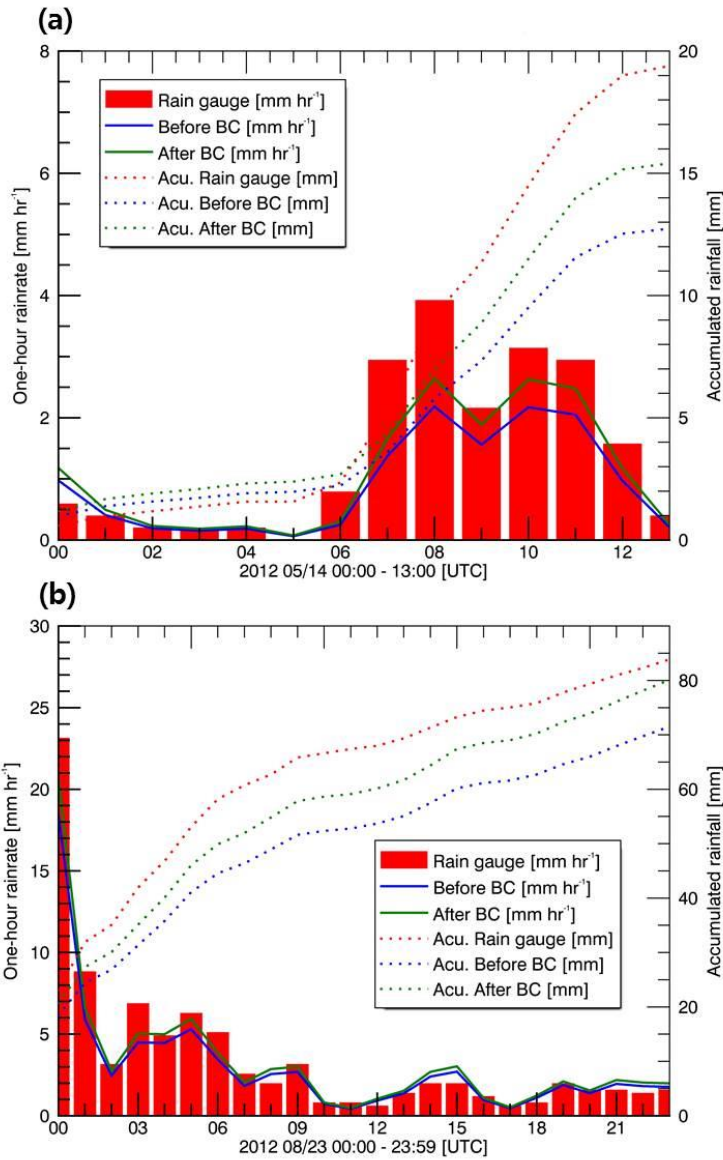 (a)
8
6
4
2
0
One-hour rainrate [mm hr⁻¹]
20
15
10
5
0
Accumulated rainfall [mm]
Rain gauge [mm hr⁻¹]
Before BC [mm hr⁻¹]
After BC [mm hr⁻¹]
Acu. Rain gauge [mm]
Acu. Before BC [mm]
Acu. After BC [mm]
00 02 04 06 08 10 12
2012 05/14 00:00 - 13:00 [UTC]
(b)
30
25
20
15
10
5
0
One-hour rainrate [mm hr⁻¹]
80
60
40
20
0
Accumulated rainfall [mm]
Rain gauge [mm hr⁻¹]
Before BC [mm hr⁻¹]
After BC [mm hr⁻¹]
Acu. Rain gauge [mm]
Acu. Before BC [mm]
Acu. After BC [mm]
00 03 06 09 12 15 18 21
2012 08/23 00:00 - 23:59 [UTC]